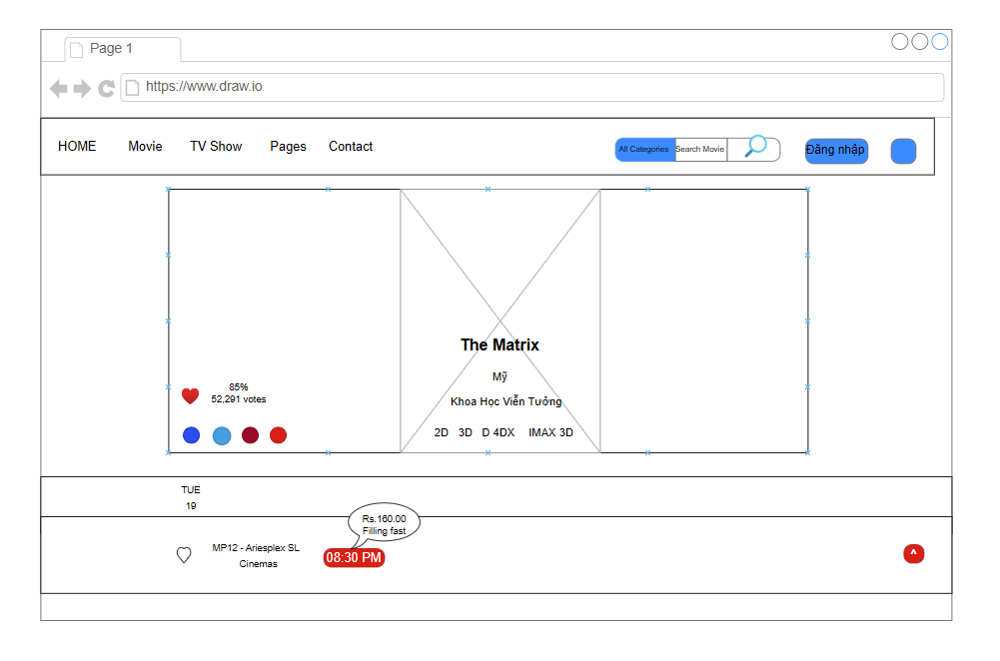 Page 1
https://www.draw.io
HOME Movie TV Show Pages Contact All Categories Search Movie Đăng nhập
The Matrix
Mỹ
85%
52,291 votes
Khoa Học Viễn Tưởng
2D 3D D 4DX IMAX 3D
TUE
19
Rs.160.00
Filling fast
MP12 - Ariesplex SL
Cinemas
08:30 PM
^